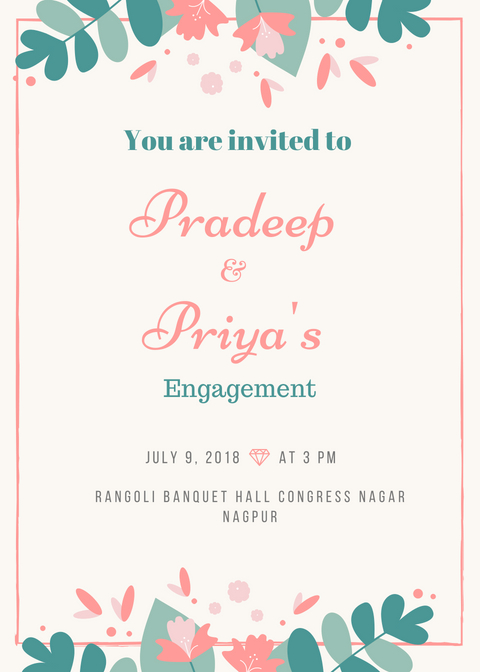 You are invited to
Pradeep
&
Priya's
Engagement
JULY 9, 2018 AT 3 PM
RANGOLI BANQUET HALL CONGRESS NAGAR
NAGPUR